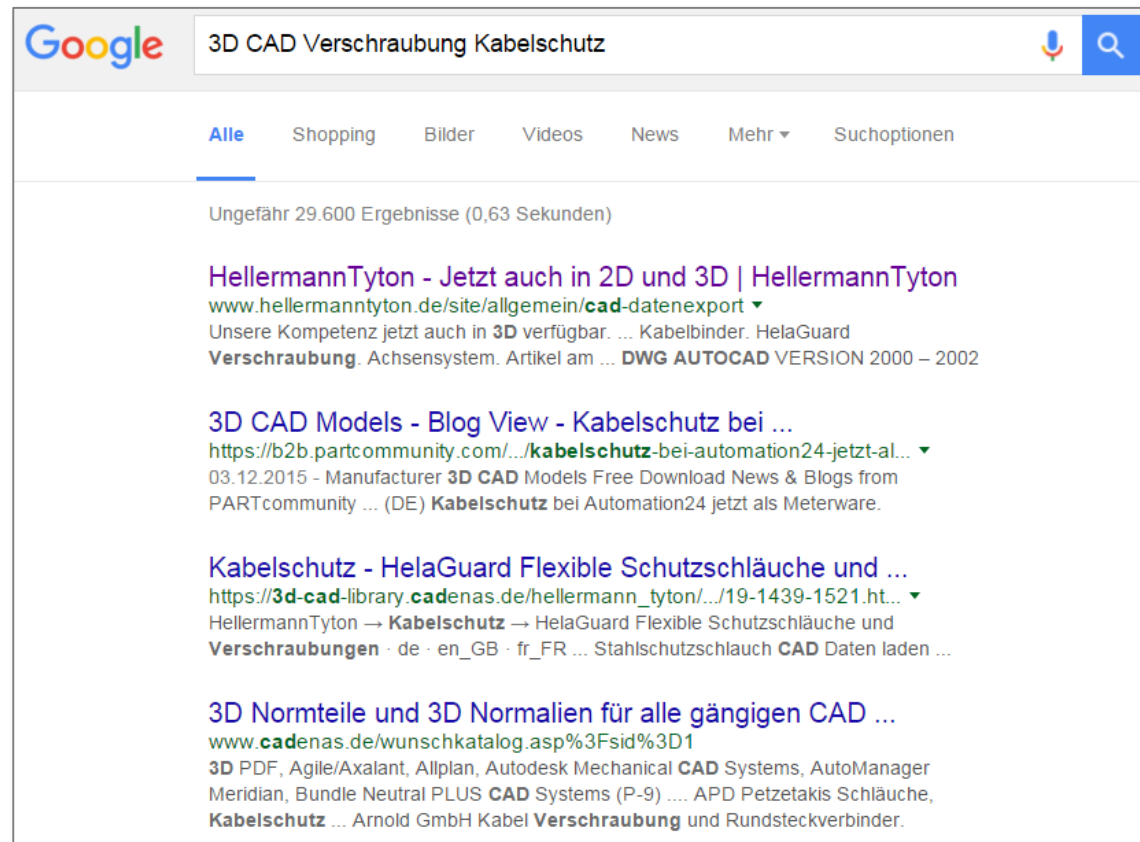 Google 3D CAD Verschraubung Kabelschutz
Alle Shopping Bilder Videos News Mehr Suchoptionen
Ungefähr 29.600 Ergebnisse (0,63 Sekunden)
HellermannTyton - Jetzt auch in 2D und 3D | HellermannTyton
www.hellermanntyton.de/site/allgemein/cad-datenexport
Unsere Kompetenz jetzt auch in 3D verfügbar. ... Kabelbinder. HelaGuard
Verschraubung. Achsensystem. Artikel am ... DWG AUTOCAD VERSION 2000 – 2002
3D CAD Models - Blog View - Kabelschutz bei ...
https://b2b.partcommunity.com/.../kabelschutz-bei-automation24-jetzt-al...
03.12.2015 - Manufacturer 3D CAD Models Free Download News & Blogs from
PARTcommunity ... (DE) Kabelschutz bei Automation24 jetzt als Meterware.
Kabelschutz - HelaGuard Flexible Schutzschläuche und ...
https://3d-cad-library.cadenas.de/hellermann_tyton/.../19-1439-1521.ht...
HellermannTyton → Kabelschutz → HelaGuard Flexible Schutzschläuche und
Verschraubungen · de · en_GB · fr_FR ... Stahlschutzschlauch CAD Daten laden ...
3D Normteile und 3D Normalien für alle gängigen CAD ...
www.cadenas.de/wunschkatalog.asp%3Fsid%3D1
3D PDF, Agile/Axalant, Allplan, Autodesk Mechanical CAD Systems, AutoManager
Meridian, Bundle Neutral PLUS CAD Systems (P-9) .... APD Petzetakis Schläuche,
Kabelschutz ... Arnold GmbH Kabel Verschraubung und Rundsteckverbinder.